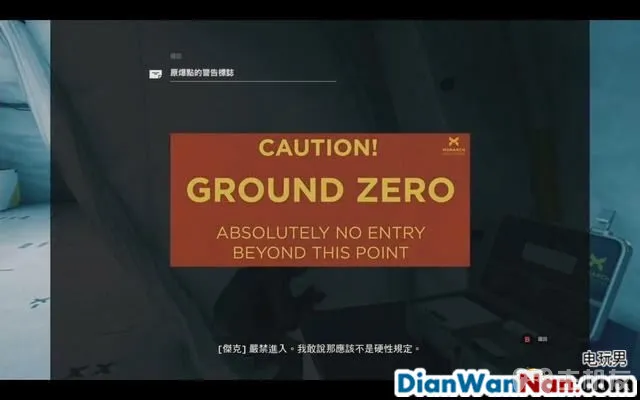 原爆點的警告標誌
MONARCH
CAUTION!
GROUND ZERO
ABSOLUTELY NO ENTRY
BEYOND THIS POINT
B
[傑克] 嚴禁進入。我敢說那應該不是硬性規定。
电玩男
DianWanNan.com